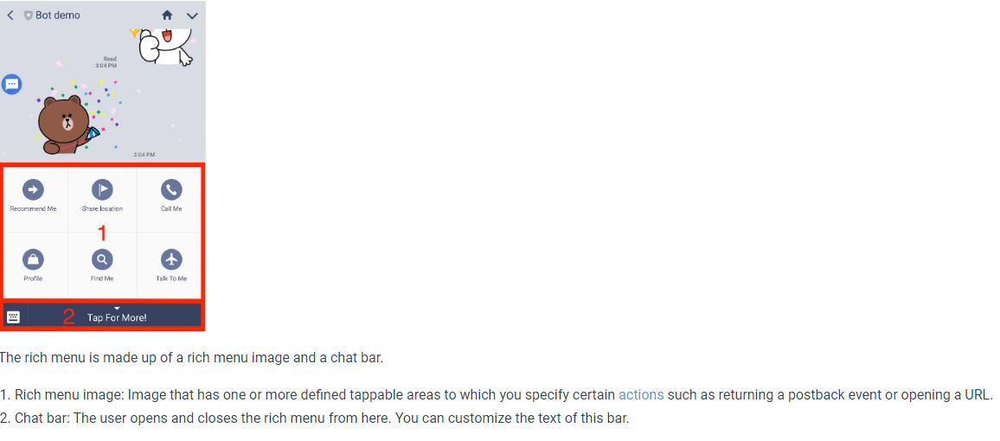 Bot demo
Read
3:04 PM
3:04 PM
Recommend Me
Share location
Call Me
1
Profile
Find Me
Talk To Me
2 Tap For More!
The rich menu is made up of a rich menu image and a chat bar.
1. Rich menu image: Image that has one or more defined tappable areas to which you specify certain actions such as returning a postback event or opening a URL.
2. Chat bar: The user opens and closes the rich menu from here. You can customize the text of this bar.